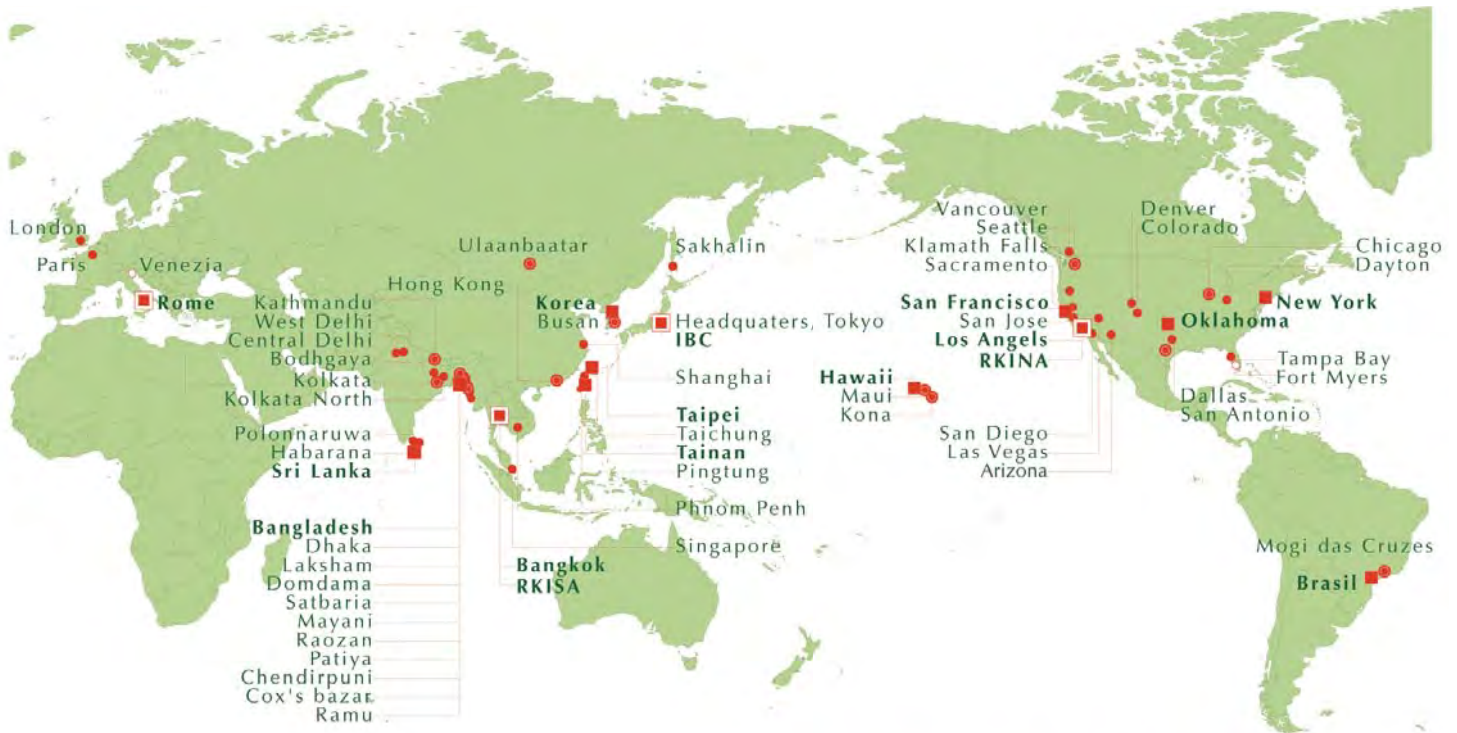 London
Paris
Venezia
Rome
Ulaanbaatar
Hong Kong
Kathmandu
West Delhi
Central Delhi
Bodhgaya
Kolkata
Kolkata North
Polonnaruwa
Habarana
Sri Lanka
Bangladesh
Dhaka
Laksham
Domdama
Satbaria
Mayani
Raozan
Patiya
Chendirpuni
Cox's bazar
Ramu
Sakhalin
Korea
Busan
Headquaters, Tokyo
IBC
Shanghai
Taipei
Taichung
Tainan
Pingtung
Phnom Penh
Singapore
Bangkok
RKISA
Vancouver
Seattle
Klamath Falls
Sacramento
San Francisco
San Jose
Los Angels
RKINA
Hawaii
Maui
Kona
San Diego
Las Vegas
Arizona
Denver
Colorado
Chicago
Dayton
New York
Oklahoma
Tampa Bay
Fort Myers
Dallas
San Antonio
Mogi das Cruzes
Brasil